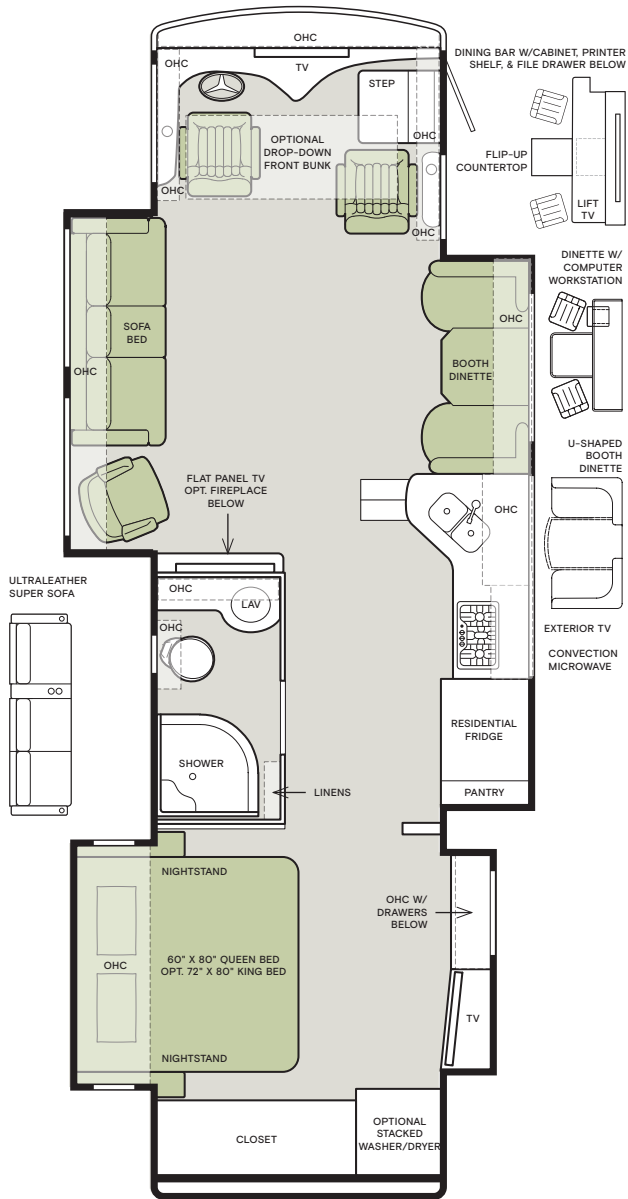 OHC
OHC
TV
DINING BAR W/CABINET, PRINTER
SHELF, & FILE DRAWER BELOW
STEP
OPTIONAL
DROP-DOWN
FRONT BUNK
OHC
FLIP-UP
COUNTERTOP
OHC
LIFT
TV
OHC
DINETTE W/
COMPUTER
WORKSTATION
SOFA
BED
OHC
OHC
BOOTH
DINETTE
U-SHAPED
BOOTH
DINETTE
FLAT PANEL TV
OPT. FIREPLACE
BELOW
OHC
ULTRALEATHER
SUPER SOFA
OHC
LAV
OHC
EXTERIOR TV
CONVECTION
MICROWAVE
RESIDENTIAL
FRIDGE
SHOWER
LINENS
PANTRY
NIGHTSTAND
OHC W/
DRAWERS
BELOW
60" X 80" QUEEN BED
OPT. 72" X 80" KING BED
OHC
TV
NIGHTSTAND
CLOSET
OPTIONAL
STACKED
WASHER/DRYER